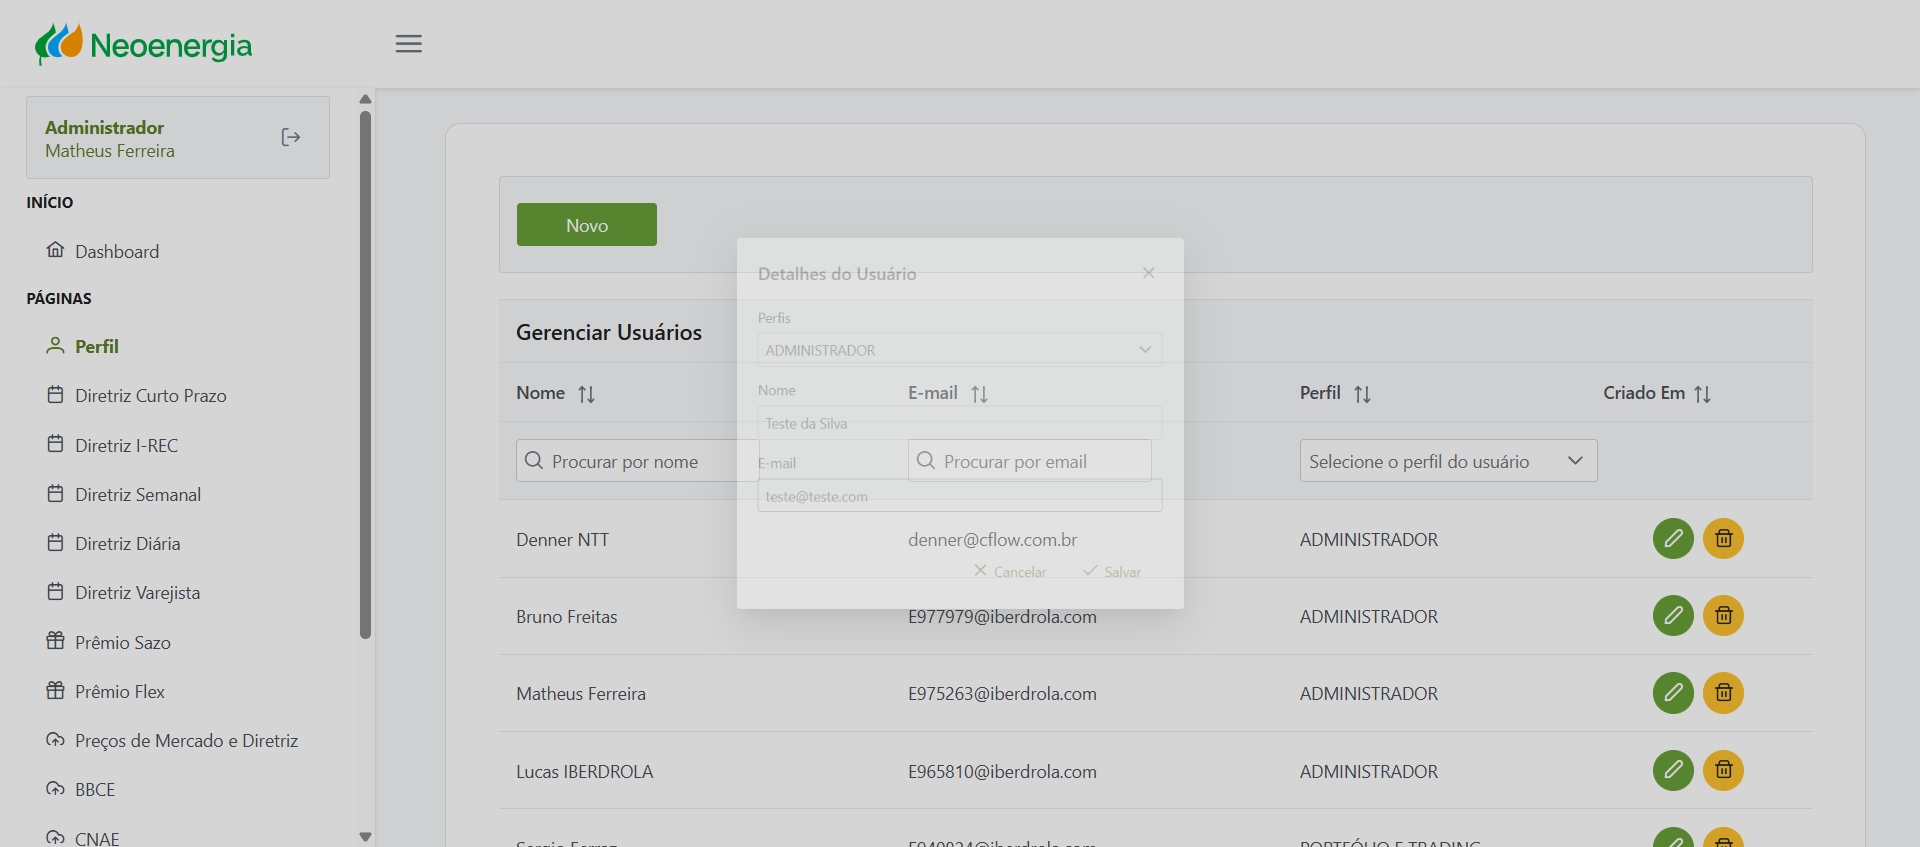 Neoenergia
Administrador
Matheus Ferreira
INÍCIO
Dashboard
PÁGINAS
Perfil
Diretriz Curto Prazo
Diretriz I-REC
Diretriz Semanal
Diretriz Diária
Diretriz Varejista
Prêmio Sazo
Prêmio Flex
Preços de Mercado e Diretriz
BBCE
CNAE
Novo
Gerenciar Usuários
Nome E-mail Perfil Criado Em
Procurar por nome Procurar por email Selecione o perfil do usuário
Denner NTT denner@cflow.com.br ADMINISTRADOR
Bruno Freitas E977979@iberdrola.com ADMINISTRADOR
Matheus Ferreira E975263@iberdrola.com ADMINISTRADOR
Lucas IBERDROLA E965810@iberdrola.com ADMINISTRADOR
Detalhes do Usuário
Perfis
ADMINISTRADOR
Nome
Teste da Silva
E-mail
teste@teste.com
Cancelar Salvar